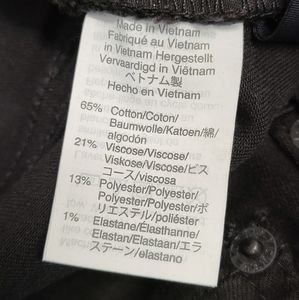 Made in Vietnam
Fabriqué au Vietnam
in Vietnam Hergestellt
Vervaardigd in Viëtnam
ベトナム製
Hecho en Vietnam
65% Cotton/Coton/
Baumwolle/Katoen/綿/
algodón
21% Viscose/Viscose/
Viskose/Viscose/ビス
コース/viscosa
13% Polyester/Polyester/
Polyester/Polyester/ポ
リエステル/poliéster
1% Elastane/Élasthanne/
Elastan/Elastaan/エラ
ステーン/elastano